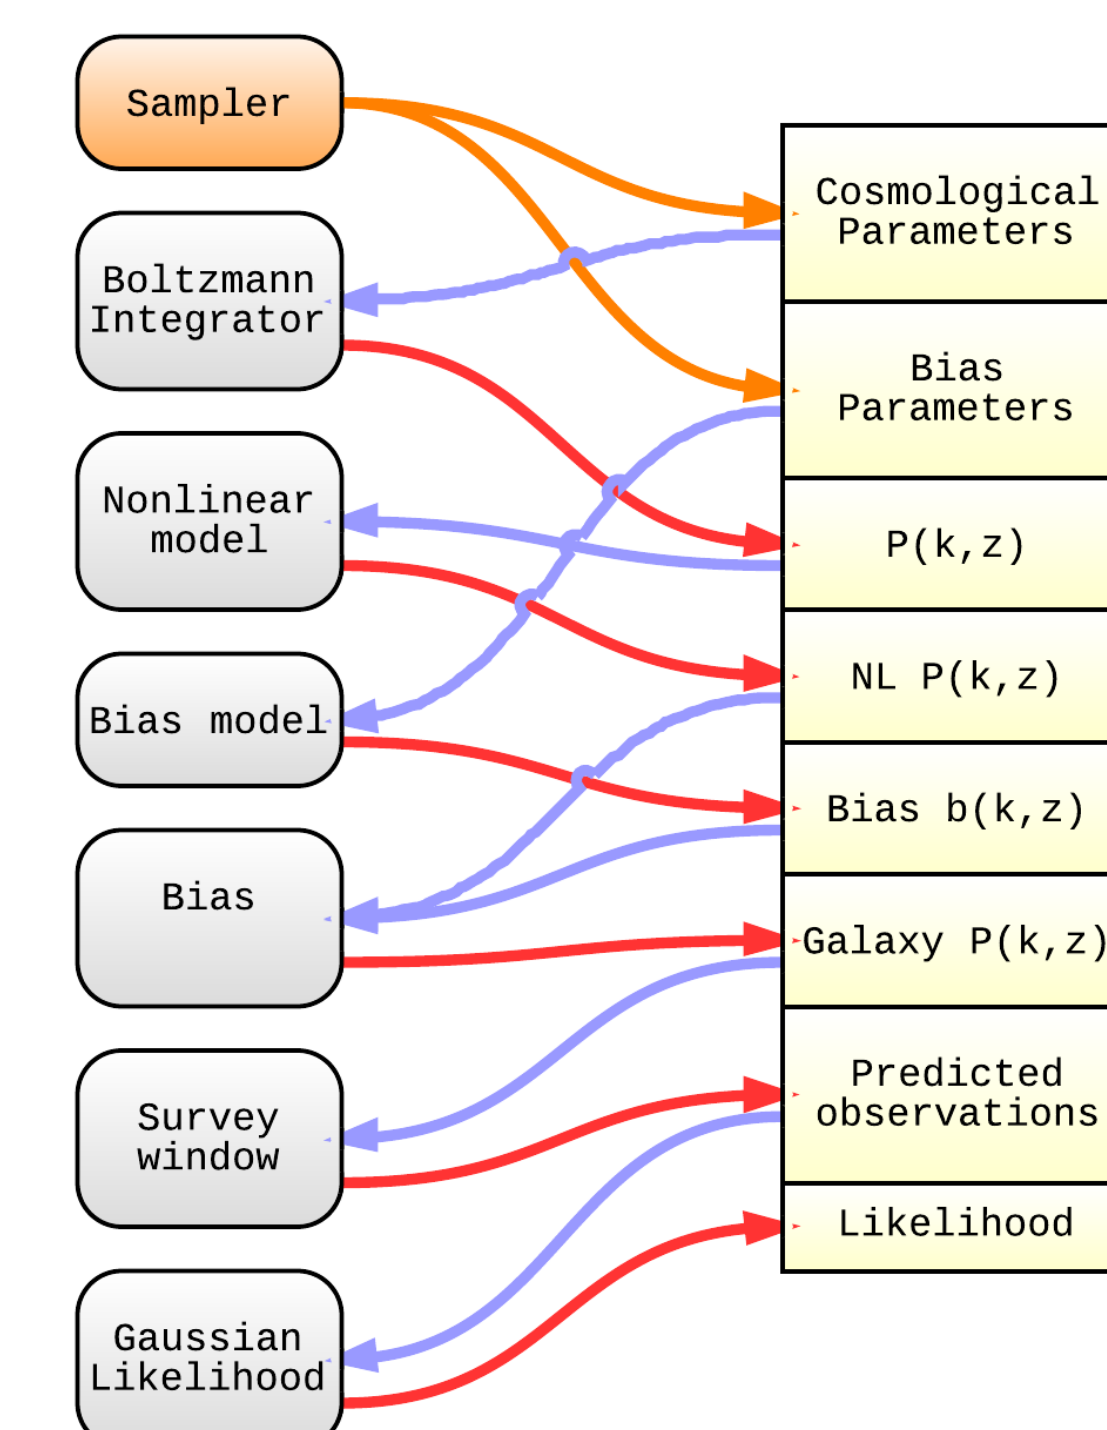 Sampler
Boltzmann
Integrator
Nonlinear
model
Bias model
Bias
Survey
window
Gaussian
Likelihood
Cosmological
Parameters
Bias
Parameters
P(k,z)
NL P(k,z)
Bias b(k,z)
Galaxy P(k,z)
Predicted
observations
Likelihood